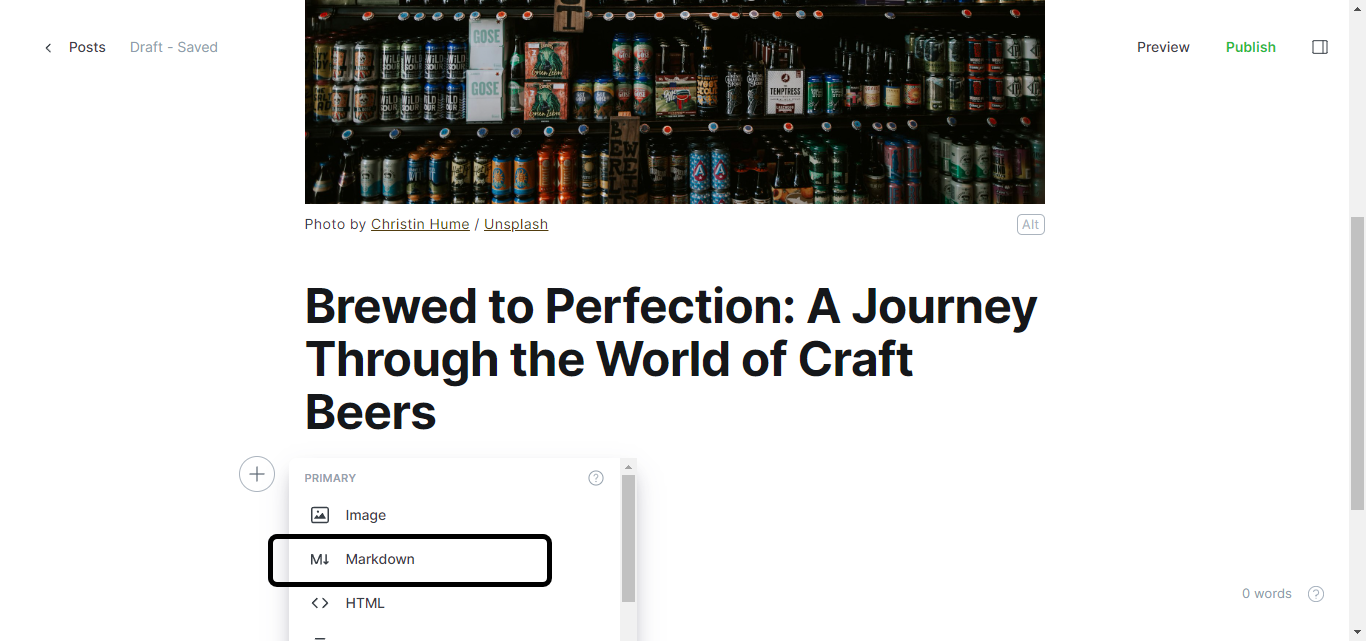 Posts
Draft - Saved
Preview
Publish
GOSE
GOSE
TEMPTRESS
Photo by Christin Hume / Unsplash
Alt
Brewed to Perfection: A Journey
Through the World of Craft
Beers
PRIMARY
Image
M↓ Markdown
<> HTML
0 words